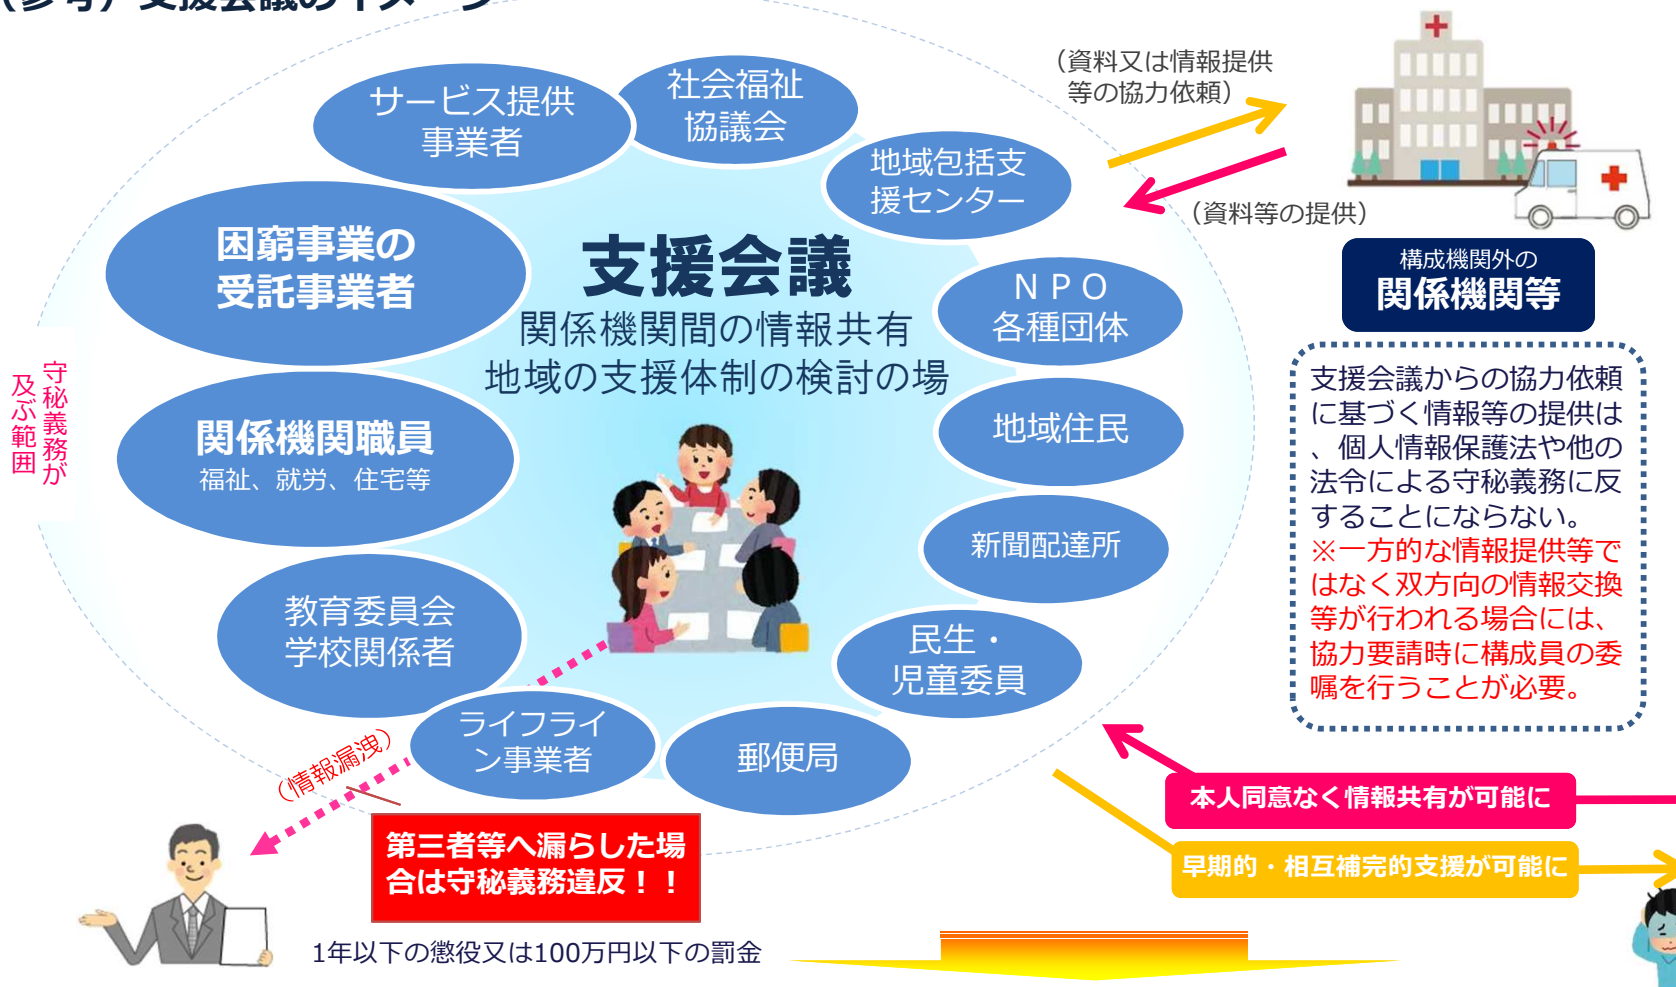 (参考)支援会議のイメージ
サービス提供
事業者
社会福祉
協議会
地域包括支
援センター
(資料又は情報提供
等の協力依頼)
(資料等の提供)
構成機関外の
関係機関等
困窮事業の
受託事業者
支援会議
関係機関間の情報共有
地域の支援体制の検討の場
NPO
各種団体
守秘義務が
及ぶ範囲
関係機関職員
福祉、就労、住宅等
地域住民
新聞配達所
支援会議からの協力依頼
に基づく情報等の提供は
、個人情報保護法や他の
法令による守秘義務に反
することにならない。
※一方的な情報提供等で
はなく双方向の情報交換
等が行われる場合には、
協力要請時に構成員の委
嘱を行うことが必要。
教育委員会
学校関係者
民生・
児童委員
ライフライ
ン事業者
郵便局
(情報漏洩)
本人同意なく情報共有が可能に
早期的・相互補完的支援が可能に
第三者等へ漏らした場
合は守秘義務違反!!
1年以下の懲役又は100万円以下の罰金